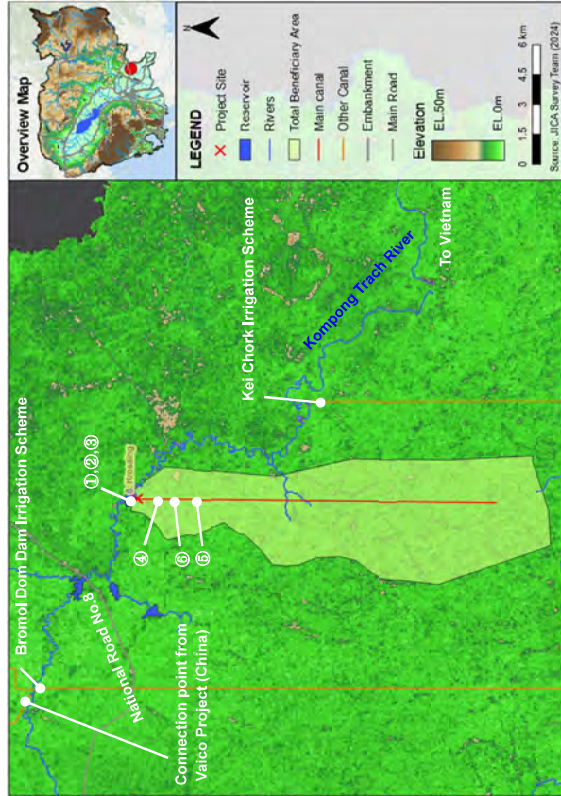 Overview Map
N
LEGEND
Project Site
Reservoir
Rivers
Total Beneficiary Area
Main canal
Other Canal
Embankment
Main Road
Elevation
EL.50m
EL.0m
0 1.5 3 4.5 6 km
Source: JICA Survey Team (2024)
Bromol Dom Dam Irrigation Scheme
Connection point from
Vaico Project (China)
National Road No.8
①,②,③
④
⑥
⑤
Kei Chork Irrigation Scheme
Kompong Trach River
To Vietnam